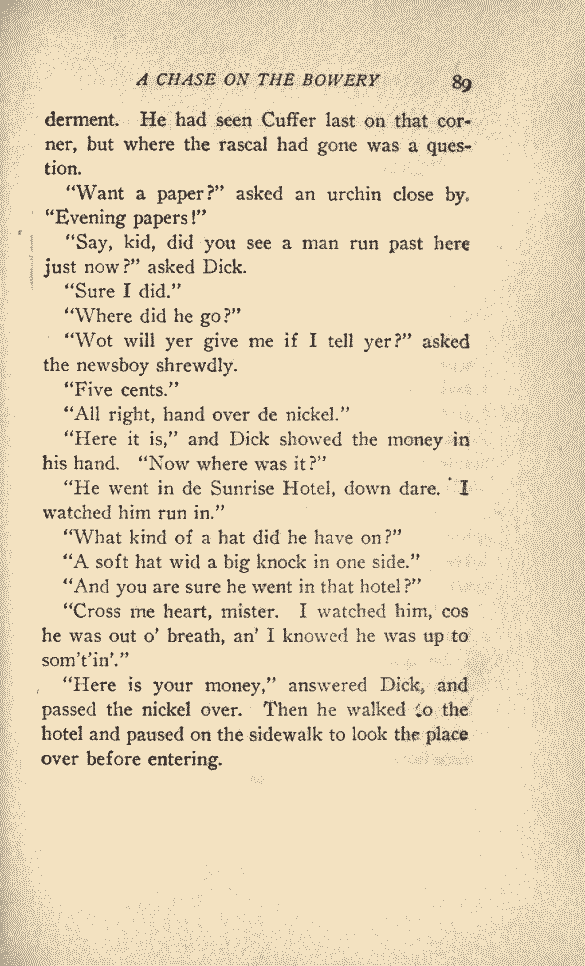 A CHASE ON THE BOWERY 89
derment. He had seen Cuffer last on that cor-
ner, but where the rascal had gone was a ques-
tion.
"Want a paper?" asked an urchin close by.
"Evening papers!"
"Say, kid, did you see a man run past here
just now?" asked Dick.
"Sure I did."
"Where did he go?"
"Wot will yer give me if I tell yer?" asked
the newsboy shrewdly.
"Five cents."
"All right, hand over de nickel."
"Here it is," and Dick showed the money in
his hand. "Now where was it?"
"He went in de Sunrise Hotel, down dare. I
watched him run in."
"What kind of a hat did he have on?"
"A soft hat wid a big knock in one side."
"And you are sure he went in that hotel?"
"Cross me heart, mister. I watched him, cos
he was out o' breath, an' I knowed he was up to
som't'in'."
"Here is your money," answered Dick, and
passed the nickel over. Then he walked to the
hotel and paused on the sidewalk to look the place
over before entering.